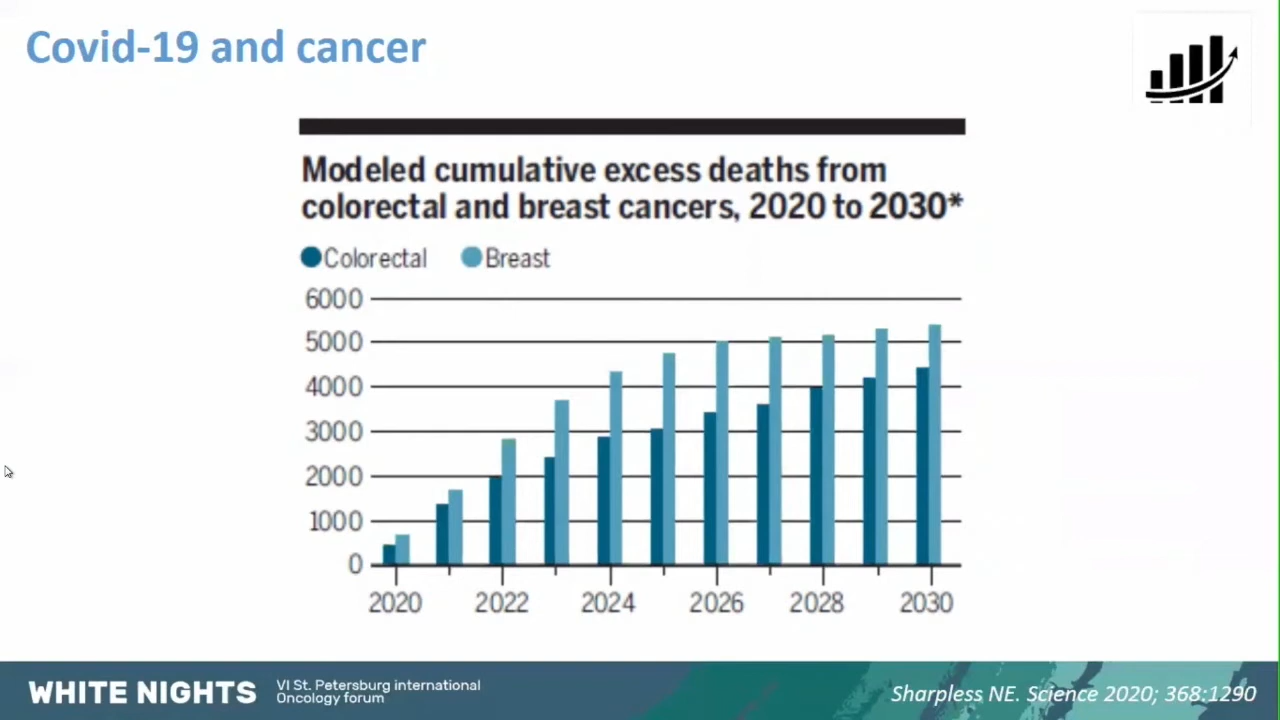 Covid-19 and cancer
Modeled cumulative excess deaths from
colorectal and breast cancers, 2020 to 2030*
Colorectal Breast
6000
5000
4000
3000
2000
1000
0
2020 2022 2024 2026 2028 2030
WHITE NIGHTS
VI St. Petersburg international
Oncology forum
Sharpless NE. Science 2020; 368:1290